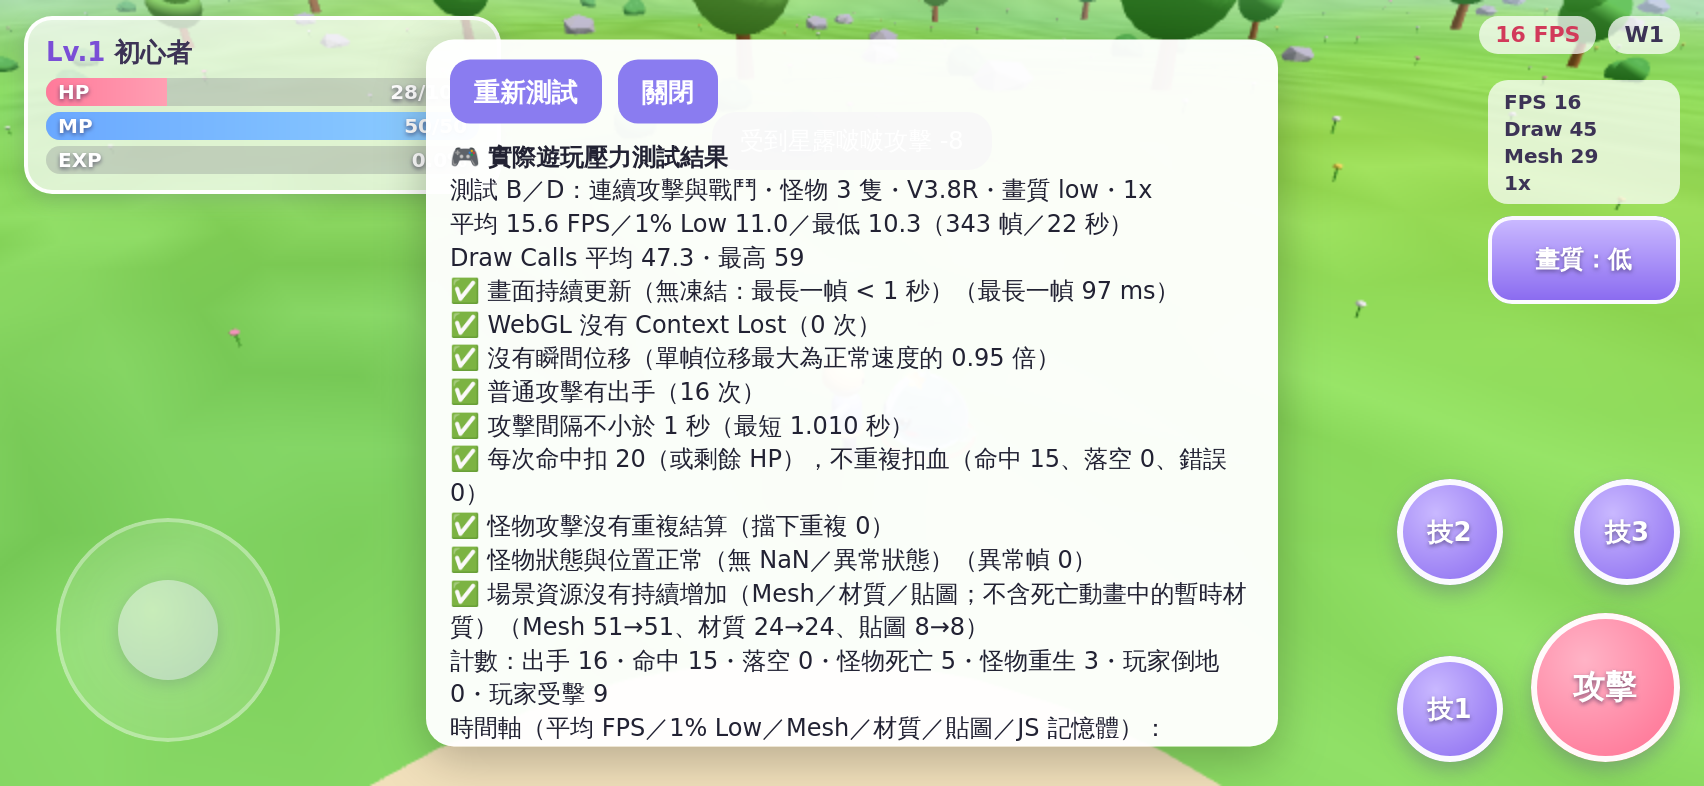 Lv.1 初心者
HP 28/
MP 50/50
EXP 0
重新測試
關閉
受到星露啵啵攻擊 -8
🎮 實際遊玩壓力測試結果
測試 B／D：連續攻擊與戰鬥・怪物 3 隻・V3.8R・畫質 low・1x
平均 15.6 FPS／1% Low 11.0／最低 10.3（343 幀／22 秒）
Draw Calls 平均 47.3・最高 59
✅ 畫面持續更新（無凍結：最長一幀 < 1 秒）（最長一幀 97 ms）
✅ WebGL 沒有 Context Lost（0 次）
✅ 沒有瞬間位移（單幀位移最大為正常速度的 0.95 倍）
✅ 普通攻擊有出手（16 次）
✅ 攻擊間隔不小於 1 秒（最短 1.010 秒）
✅ 每次命中扣 20（或剩餘 HP），不重複扣血（命中 15、落空 0、錯誤
0）
✅ 怪物攻擊沒有重複結算（擋下重複 0）
✅ 怪物狀態與位置正常（無 NaN／異常狀態）（異常幀 0）
✅ 場景資源沒有持續增加（Mesh／材質／貼圖；不含死亡動畫中的暫時材
質）（Mesh 51→51、材質 24→24、貼圖 8→8）
計數：出手 16・命中 15・落空 0・怪物死亡 5・怪物重生 3・玩家倒地
0・玩家受擊 9
時間軸（平均 FPS／1% Low／Mesh／材質／貼圖／JS 記憶體）：
16 FPS
W1
FPS 16
Draw 45
Mesh 29
1x
畫質：低
技2
技3
技1
攻擊